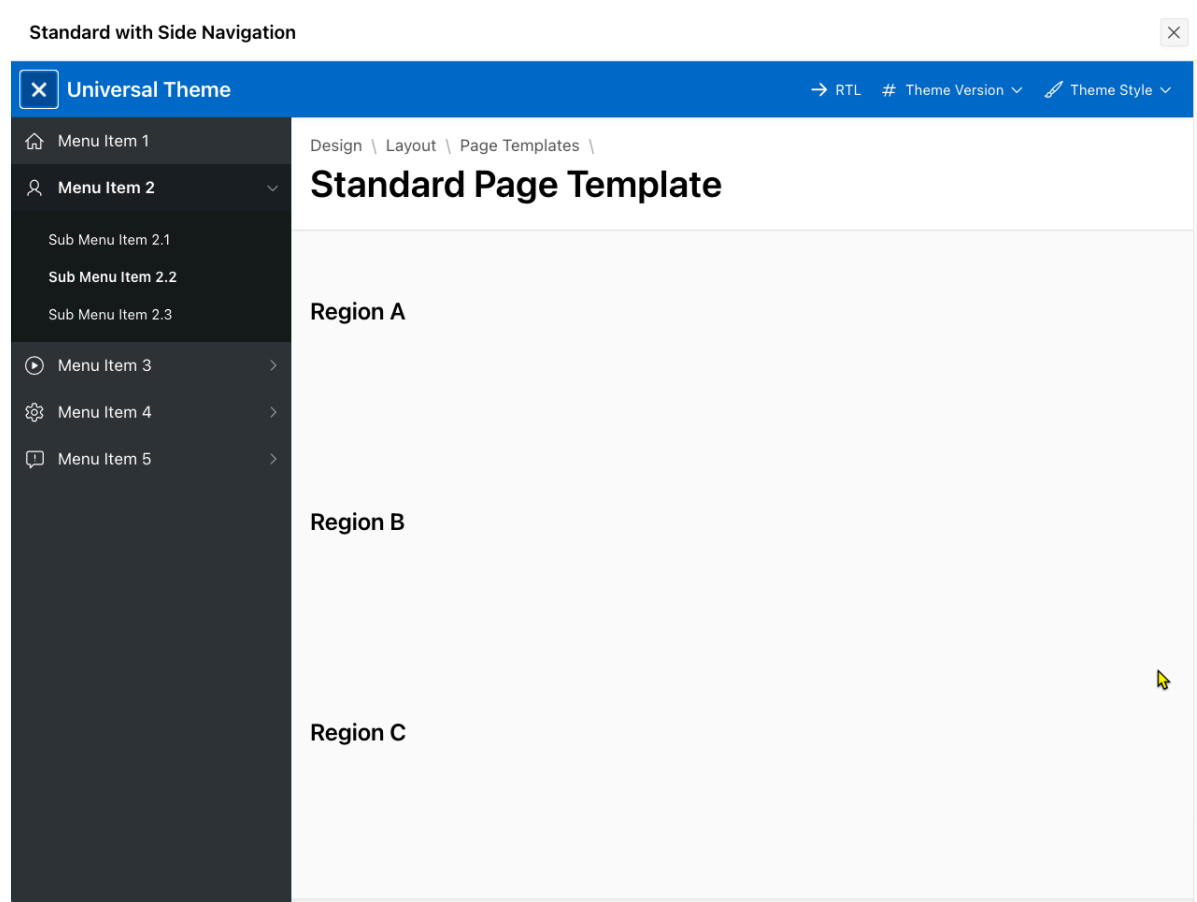 Standard with Side Navigation
Universal Theme
RTL
# Theme Version
Theme Style
Menu Item 1
Menu Item 2
Sub Menu Item 2.1
Sub Menu Item 2.2
Sub Menu Item 2.3
Menu Item 3
Menu Item 4
Menu Item 5
Design \ Layout \ Page Templates \
Standard Page Template
Region A
Region B
Region C